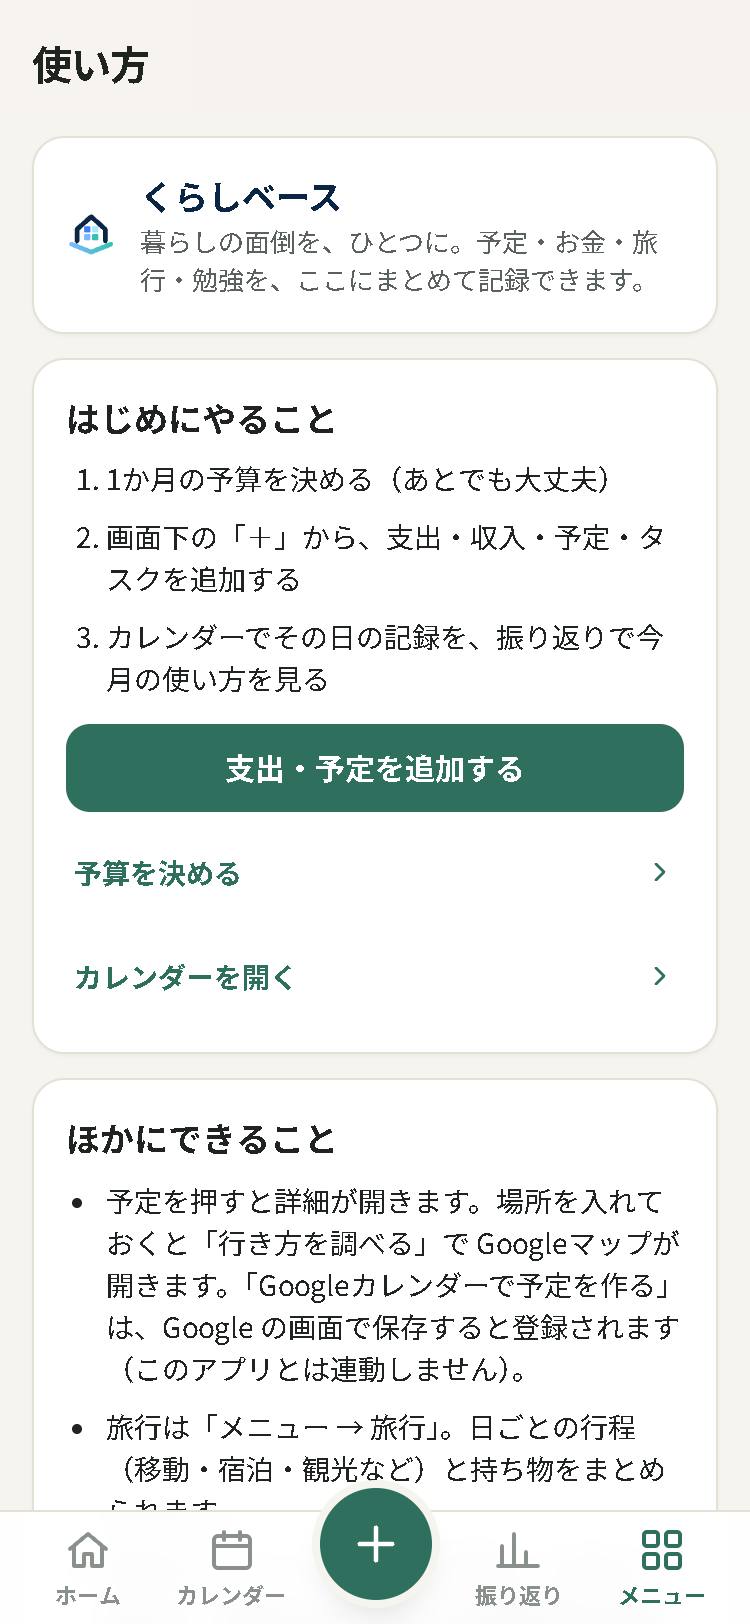 使い方
くらしベース
暮らしの面倒を、ひとつに。予定・お金・旅
行・勉強を、ここにまとめて記録できます。
はじめにやること
1. 1か月の予算を決める（あとでも大丈夫）
2. 画面下の「＋」から、支出・収入・予定・タ
スクを追加する
3. カレンダーでその日の記録を、振り返りで今
月の使い方を見る
支出・予定を追加する
予算を決める
カレンダーを開く
ほかにできること
• 予定を押すと詳細が開きます。場所を入れて
おくと「行き方を調べる」で Googleマップが
開きます。「Googleカレンダーで予定を作る」
は、Google の画面で保存すると登録されます
（このアプリとは連動しません）。
• 旅行は「メニュー → 旅行」。日ごとの行程
（移動・宿泊・観光など）と持ち物をまとめ
られます
ホーム
カレンダー
振り返り
メニュー